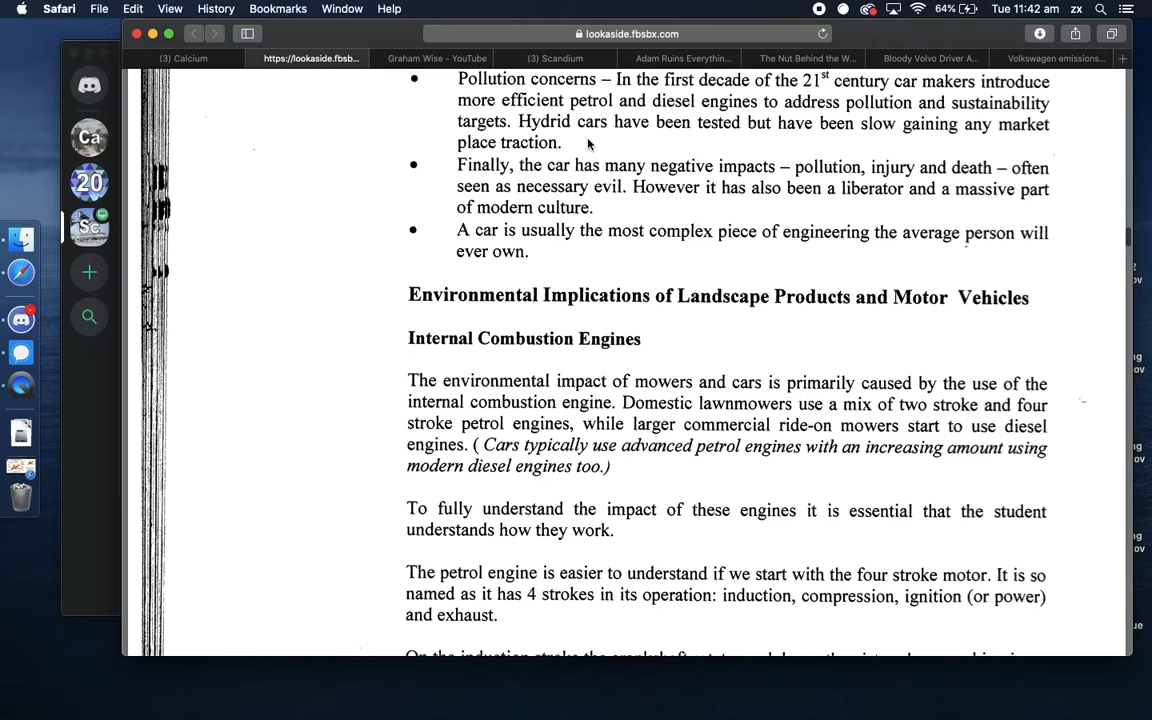 Safari File Edit View History Bookmarks Window Help
64% Tue 11:42 am zx
lookaside.fbsbx.com
(3) Calcium
https://lookaside.fbsb...
Graham Wise - YouTube
(3) Scandium
Adam Ruins Everythin...
The Nut Behind the W...
Bloody Volvo Driver A...
Volkswagen emissions...
Ca
20
Sc
• Pollution concerns – In the first decade of the 21st century car makers introduce
more efficient petrol and diesel engines to address pollution and sustainability
targets. Hydrid cars have been tested but have been slow gaining any market
place traction.
• Finally, the car has many negative impacts – pollution, injury and death – often
seen as necessary evil. However it has also been a liberator and a massive part
of modern culture.
• A car is usually the most complex piece of engineering the average person will
ever own.
Environmental Implications of Landscape Products and Motor Vehicles
Internal Combustion Engines
The environmental impact of mowers and cars is primarily caused by the use of the
internal combustion engine. Domestic lawnmowers use a mix of two stroke and four
stroke petrol engines, while larger commercial ride-on mowers start to use diesel
engines. ( Cars typically use advanced petrol engines with an increasing amount using
modern diesel engines too.)
To fully understand the impact of these engines it is essential that the student
understands how they work.
The petrol engine is easier to understand if we start with the four stroke motor. It is so
named as it has 4 strokes in its operation: induction, compression, ignition (or power)
and exhaust.